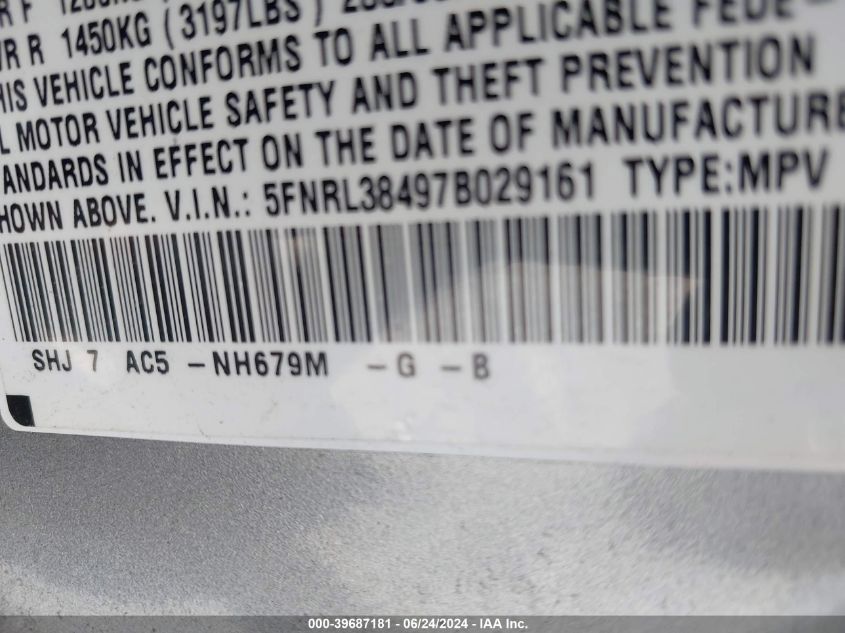 1450KG (3197LBS)
VEHICLE CONFORMS TO ALL APPLICABLE FEDE
MOTOR VEHICLE SAFETY AND THEFT PREVENTION
ANDARDS IN EFFECT ON THE DATE OF MANUFACTURE
HOWN ABOVE. V.I.N.: 5FNRL38497B029161 TYPE:MPV
SHJ 7 AC5 -NH679M -G -B
000-39687181 / 06/24/2024 - IAA Inc.